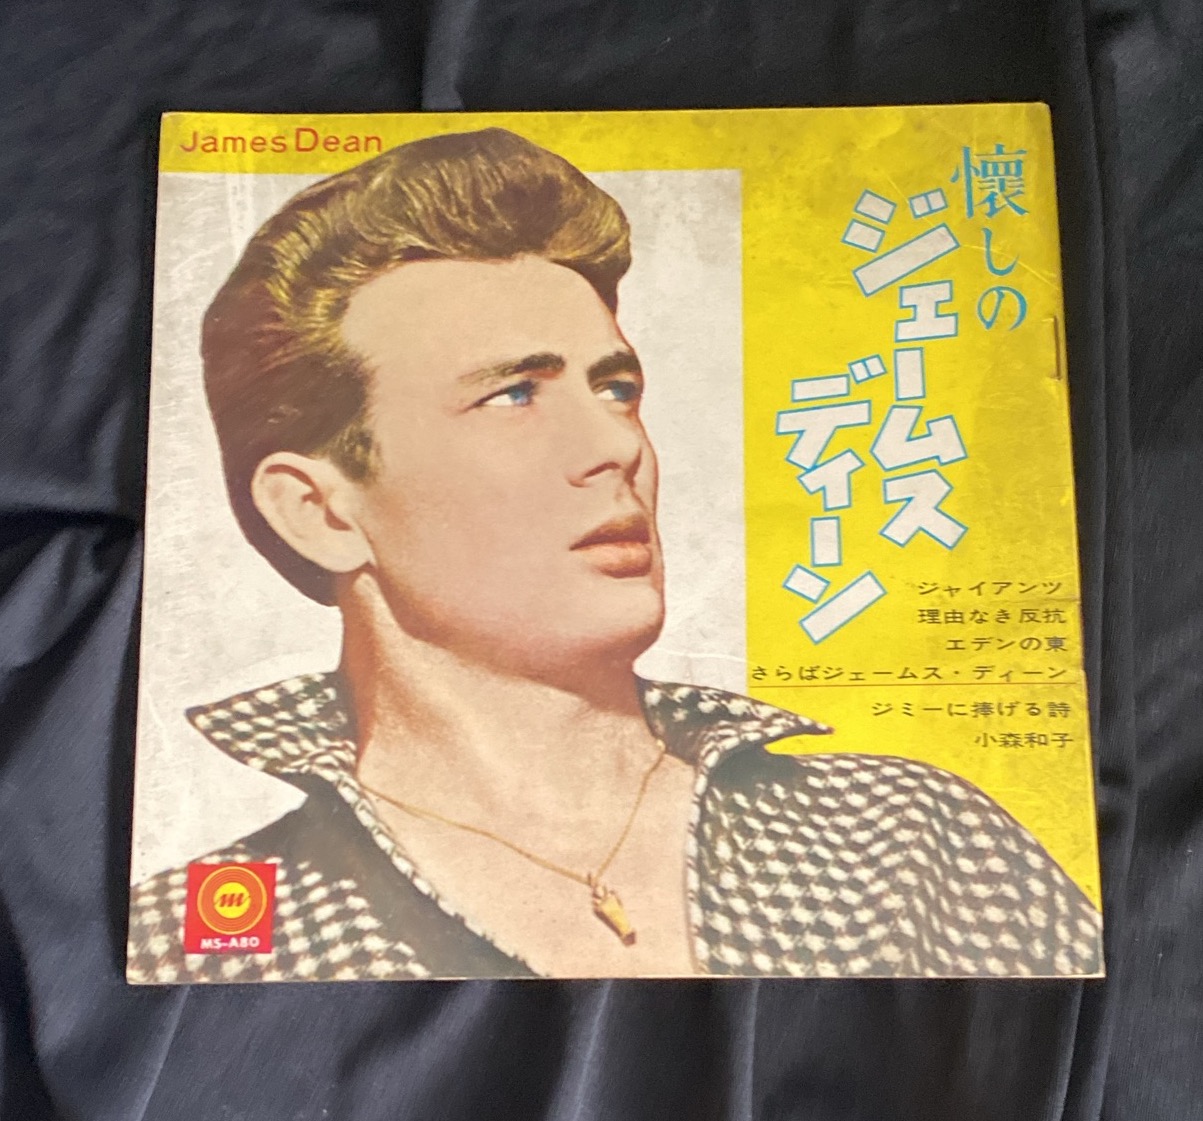 James Dean
懐しの
ジェームス
ディーン
ジャイアンツ
理由なき反抗
エデンの東
さらばジェームス・ディーン
ジミーに捧げる詩
小森和子
m
MS-A80